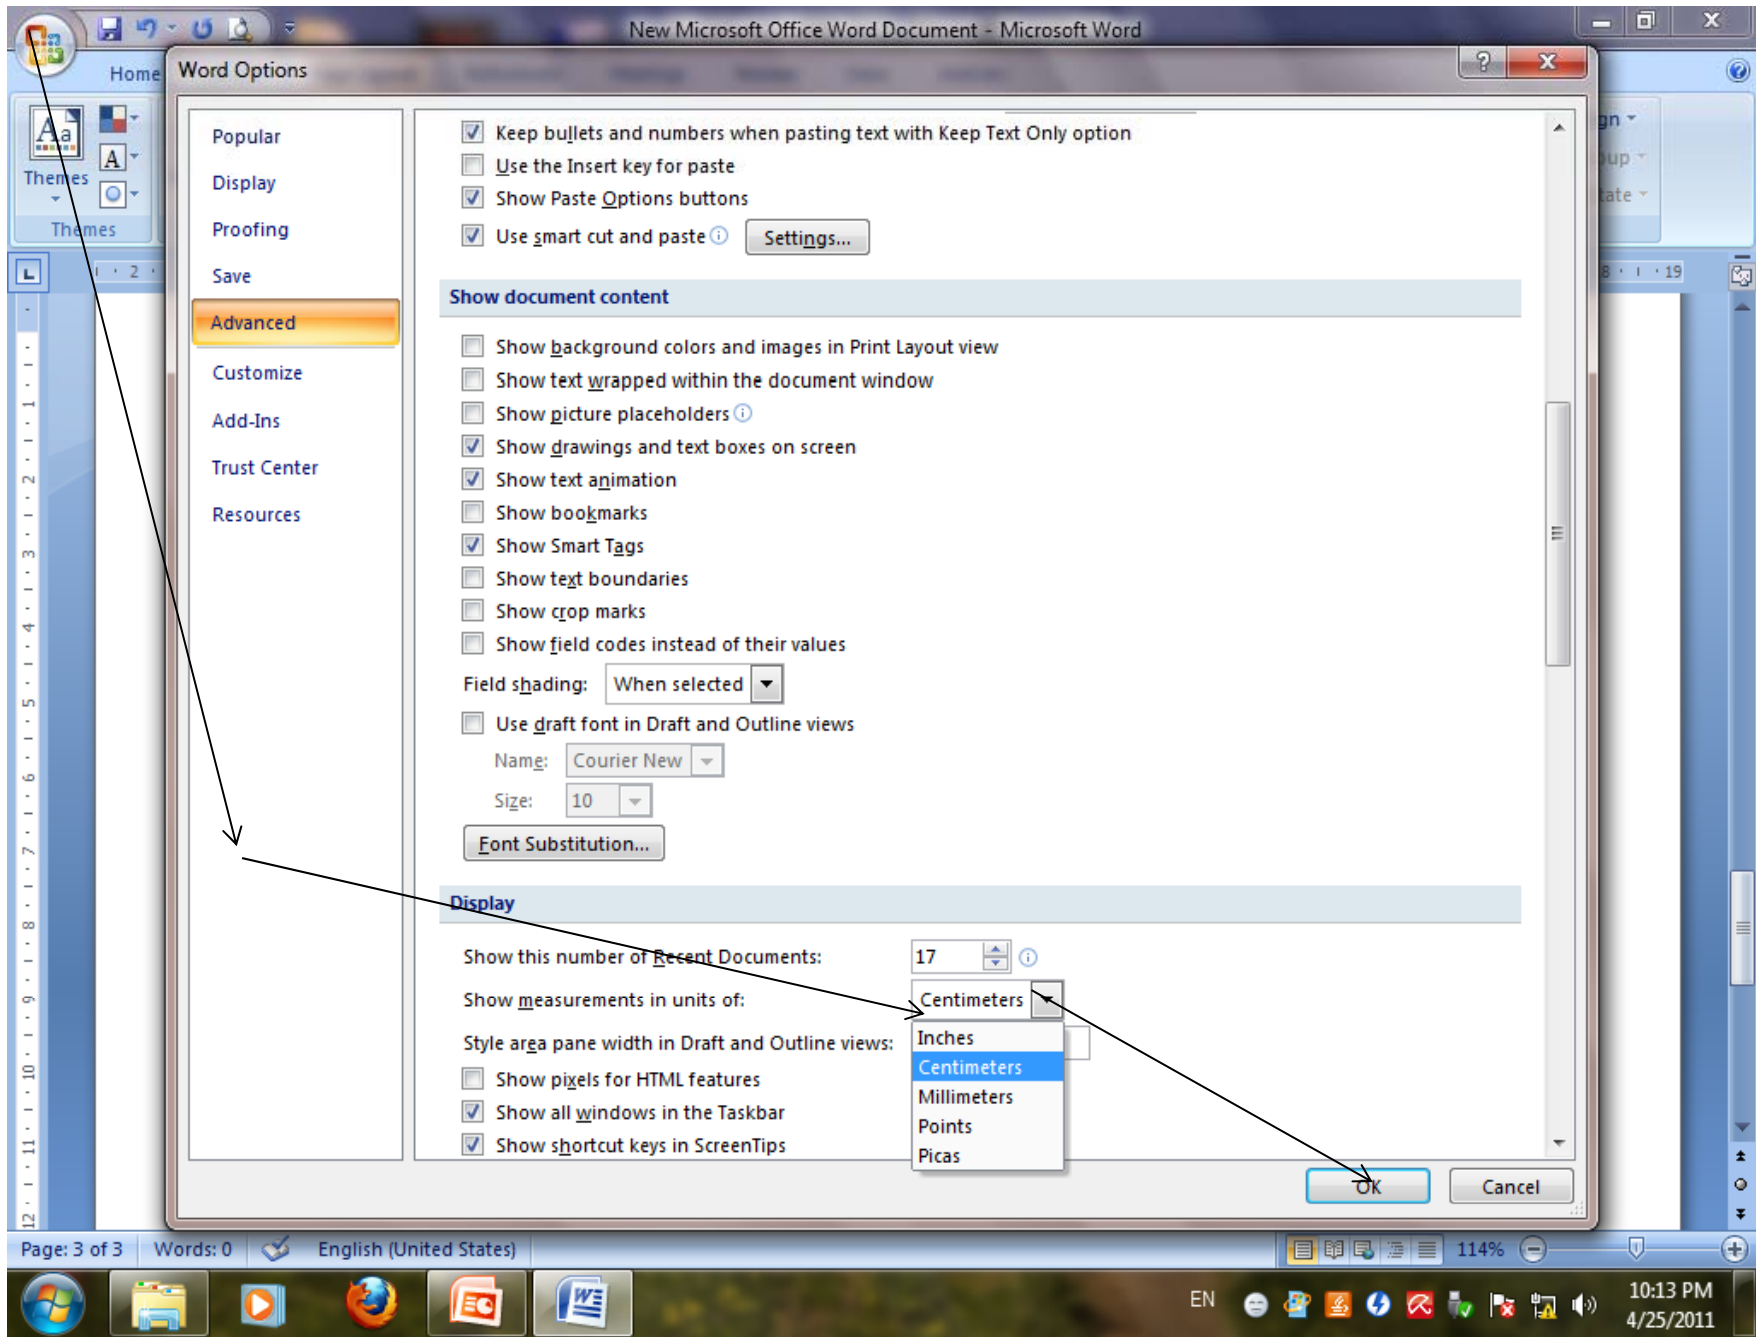 New Microsoft Office Word Document - Microsoft Word
Home
Word Options
Themes
Themes
Popular
Display
Proofing
Save
Advanced
Customize
Add-Ins
Trust Center
Resources
Keep bullets and numbers when pasting text with Keep Text Only option
Use the Insert key for paste
Show Paste Options buttons
Use smart cut and paste
Settings...
Show document content
Show background colors and images in Print Layout view
Show text wrapped within the document window
Show picture placeholders
Show drawings and text boxes on screen
Show text animation
Show bookmarks
Show Smart Tags
Show text boundaries
Show crop marks
Show field codes instead of their values
Field shading: When selected
Use draft font in Draft and Outline views
Name: Courier New
Size: 10
Font Substitution...
Display
Show this number of Recent Documents: 17
Show measurements in units of: Centimeters
Inches
Centimeters
Millimeters
Points
Picas
Style area pane width in Draft and Outline views:
Show pixels for HTML features
Show all windows in the Taskbar
Show shortcut keys in ScreenTips
OK
Cancel
Page: 3 of 3
Words: 0
English (United States)
114%
EN
10:13 PM
4/25/2011